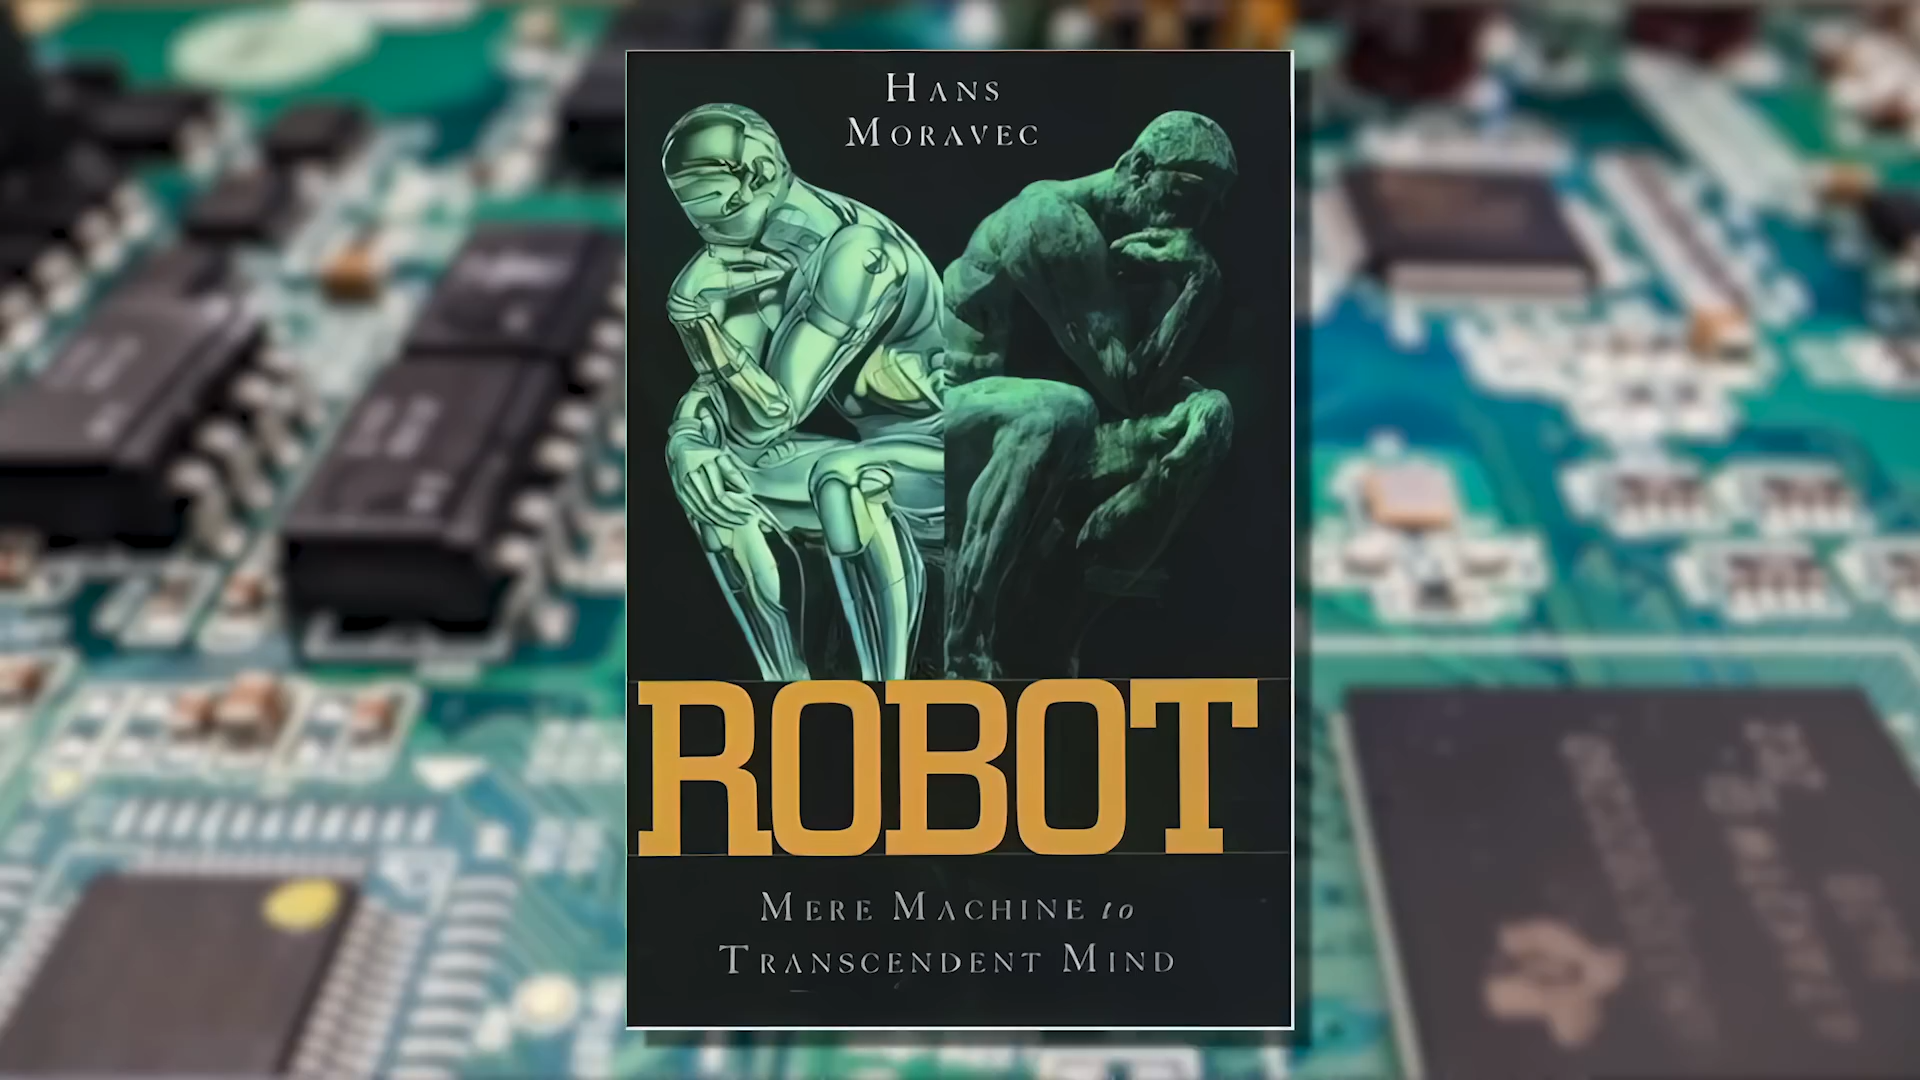 HANS
MORAVEC
ROBOT
MERE MACHINE to
TRANSCENDENT MIND